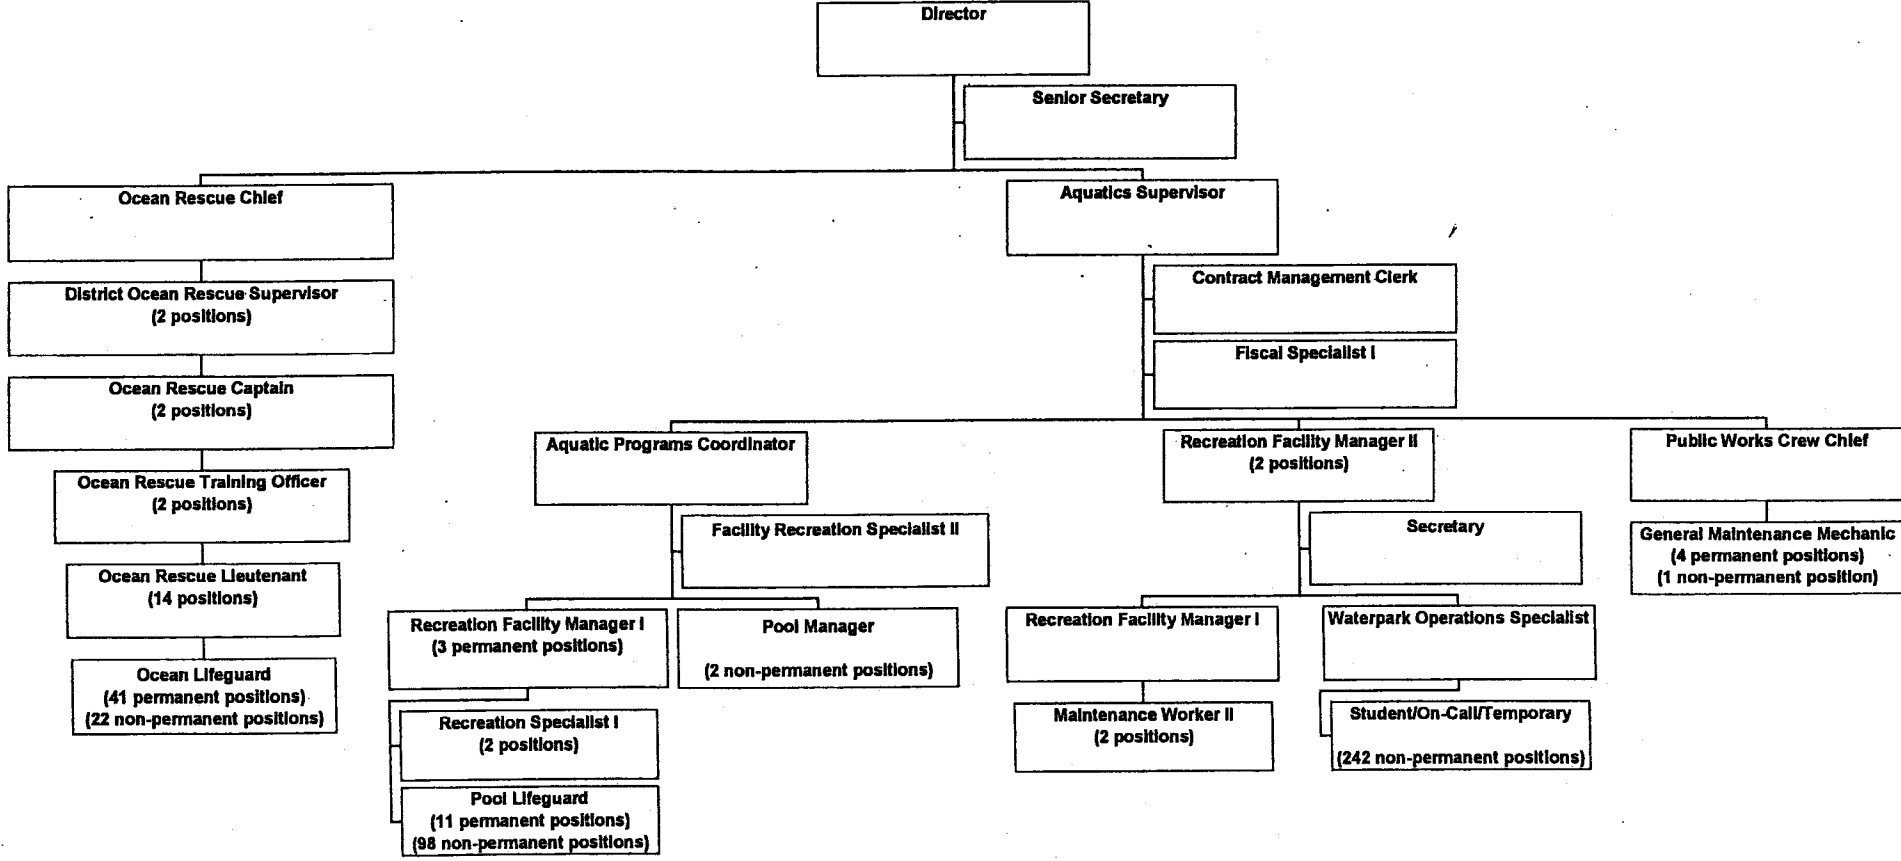 Director
Senior Secretary
Ocean Rescue Chief
Aquatics Supervisor
District Ocean Rescue Supervisor
(2 positions)
Contract Management Clerk
Fiscal Specialist I
Ocean Rescue Captain
(2 positions)
Aquatic Programs Coordinator
Recreation Facility Manager II
(2 positions)
Public Works Crew Chief
Ocean Rescue Training Officer
(2 positions)
Facility Recreation Specialist II
Secretary
General Maintenance Mechanic
(4 permanent positions)
(1 non-permanent position)
Ocean Rescue Lieutenant
(14 positions)
Recreation Facility Manager I
(3 permanent positions)
Pool Manager
(2 non-permanent positions)
Recreation Facility Manager I
Waterpark Operations Specialist
Ocean Lifeguard
(41 permanent positions)
(22 non-permanent positions)
Recreation Specialist I
(2 positions)
Maintenance Worker II
(2 positions)
Student/On-Call/Temporary
(242 non-permanent positions)
Pool Lifeguard
(11 permanent positions)
(98 non-permanent positions)